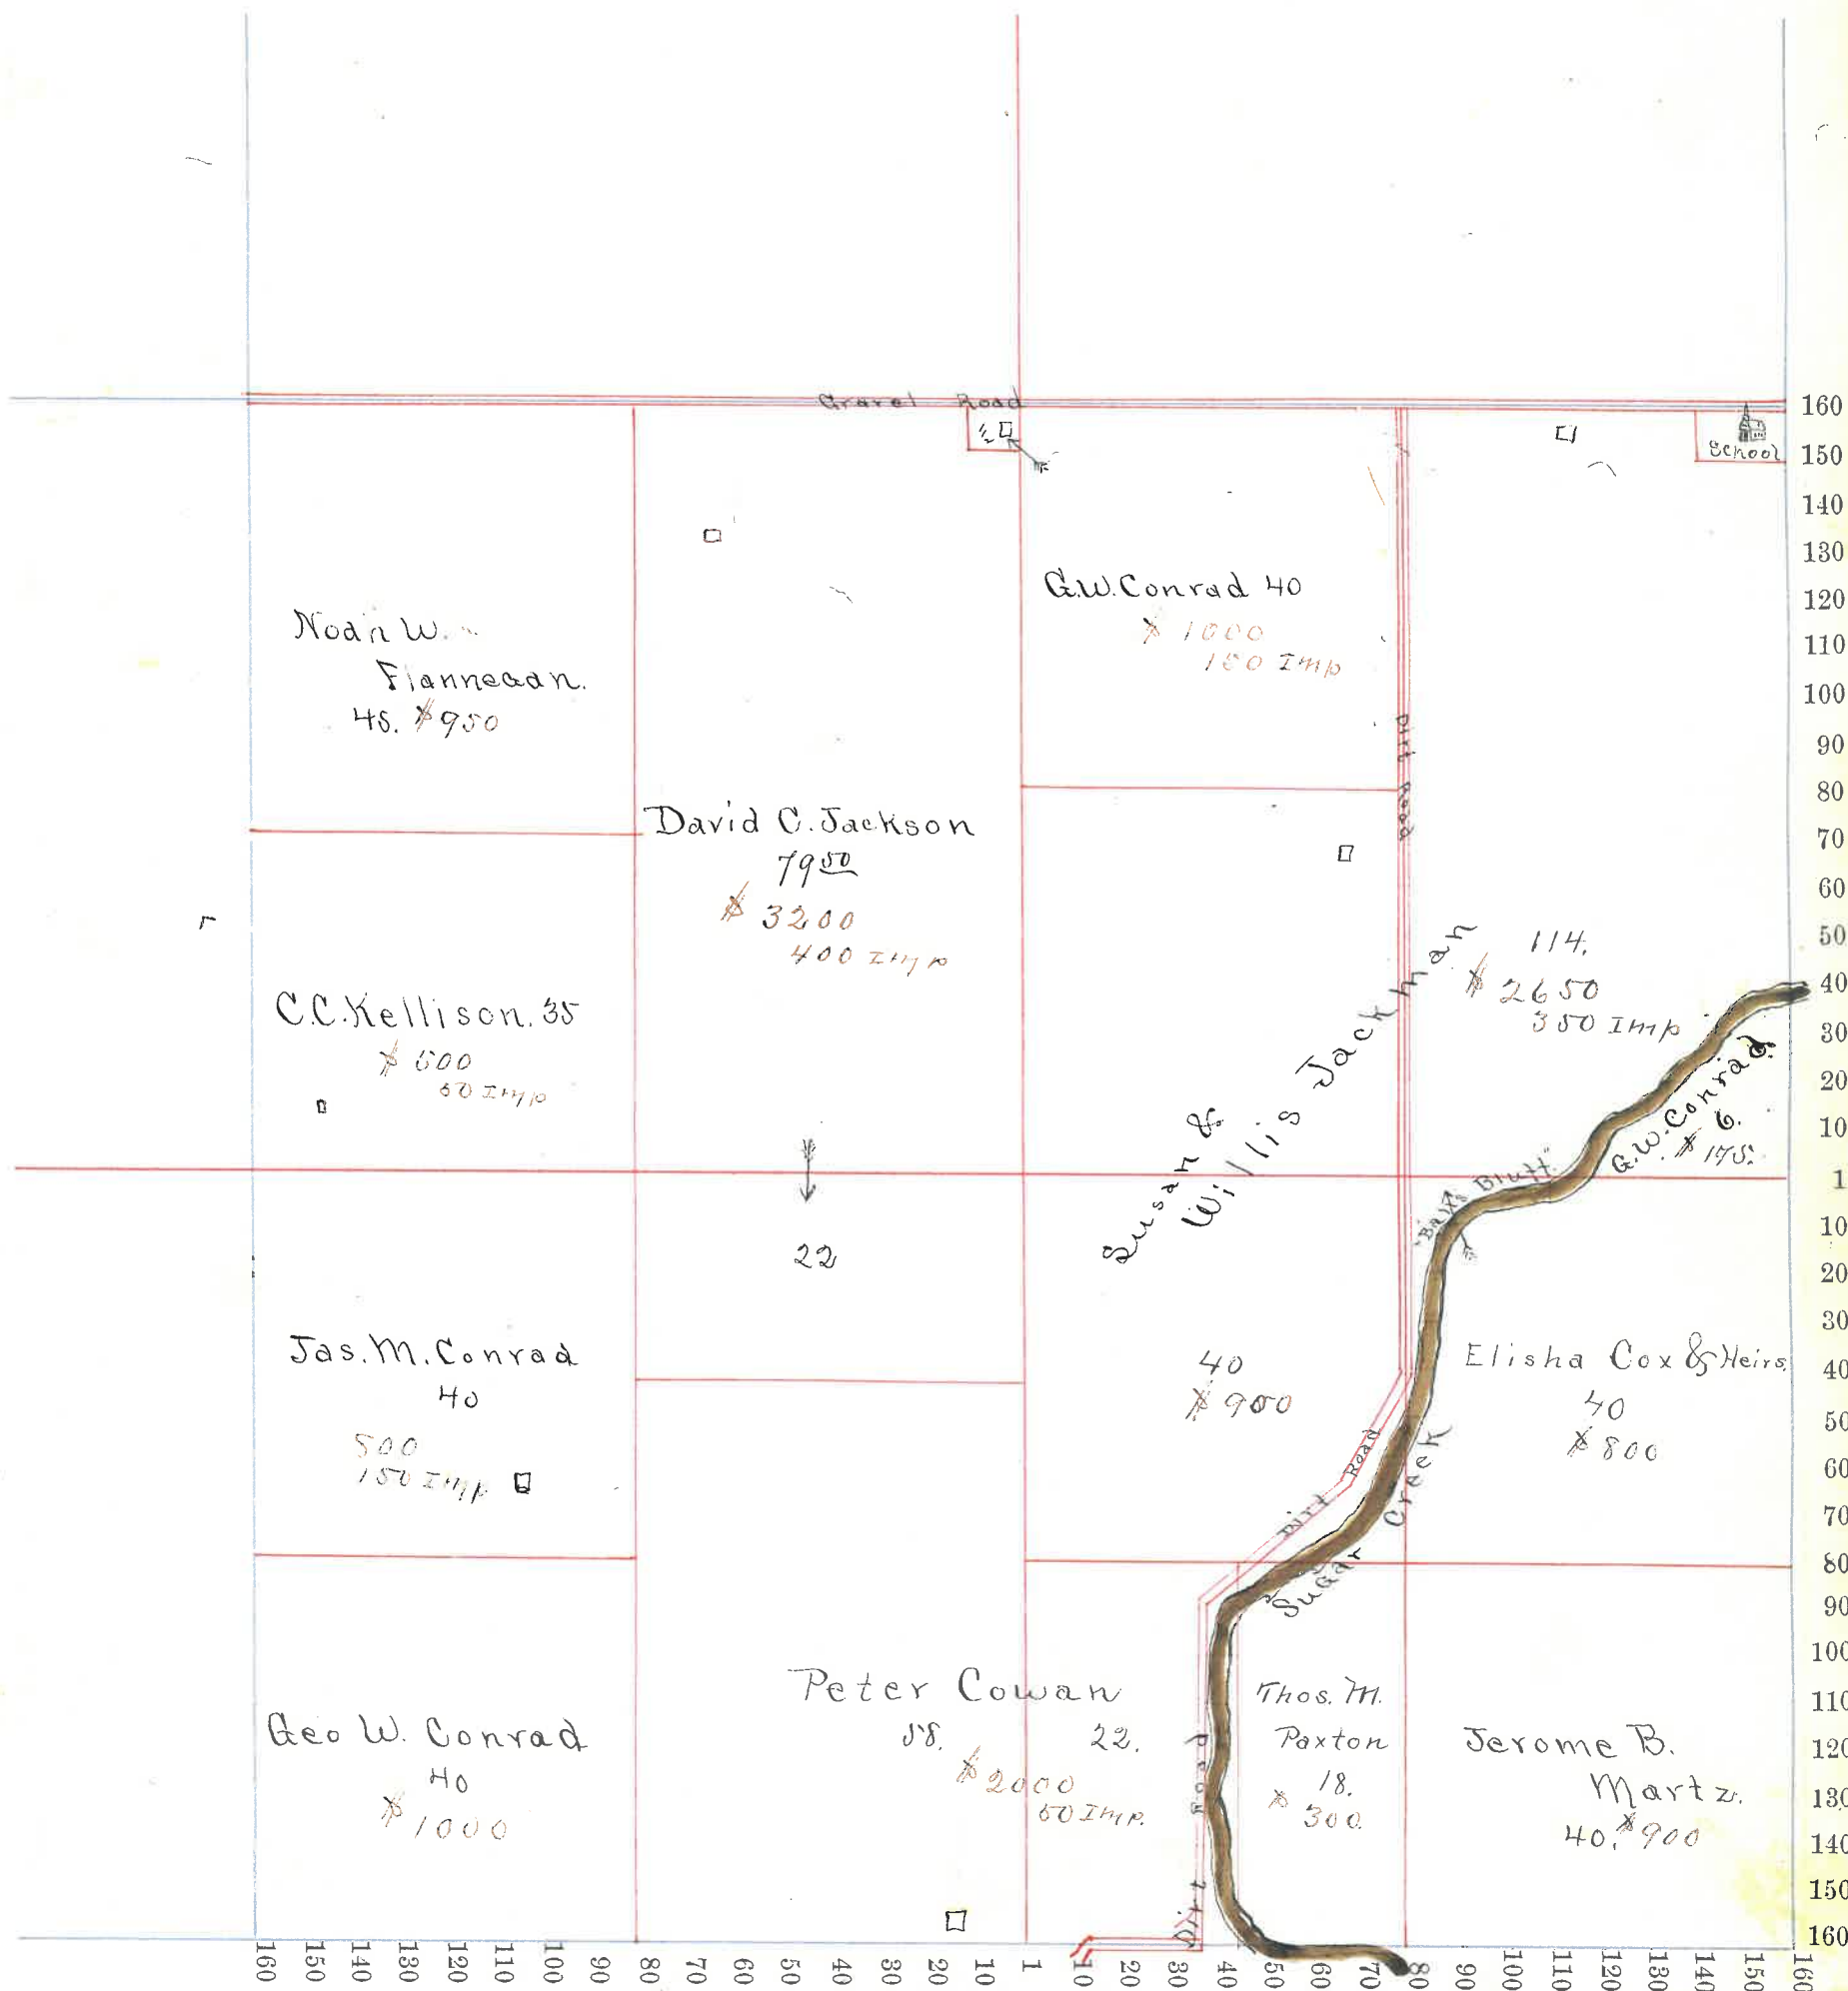 Gravel Road
½
School
Noah W.
Flannegan.
45. $950
David C. Jackson
79 50
$ 3200
400 Imp
G.W. Conrad 40
$ 1000
150 Imp
Dirt Road
C.C. Kellison. 35
$ 600
50 Imp
Susan &
Willis Jackman
114.
$ 2650
350 Imp
G.W. Conrad
6.
$ 175.
"Bax's Bluff"
22
Jas. M. Conrad
40
500
150 Imp
40
$ 900
Elisha Cox & Heirs.
40
$ 800
Dirt Road
Sugar Creek
Geo W. Conrad
40
$ 1000
Peter Cowan
58. 22.
$ 2000
50 Imp.
Dirt Road
Thos. M.
Paxton
18.
$ 300.
Jerome B.
Martz.
40. $900
160
150
140
130
120
110
100
90
80
70
60
50
40
30
20
10
1
10
20
30
40
50
60
70
80
90
100
110
120
130
140
150
160
160 150 140 130 120 110 100 90 80 70 60 50 40 30 20 10 1 10 20 30 40 50 60 70 80 90 100 110 120 130 140 150 160